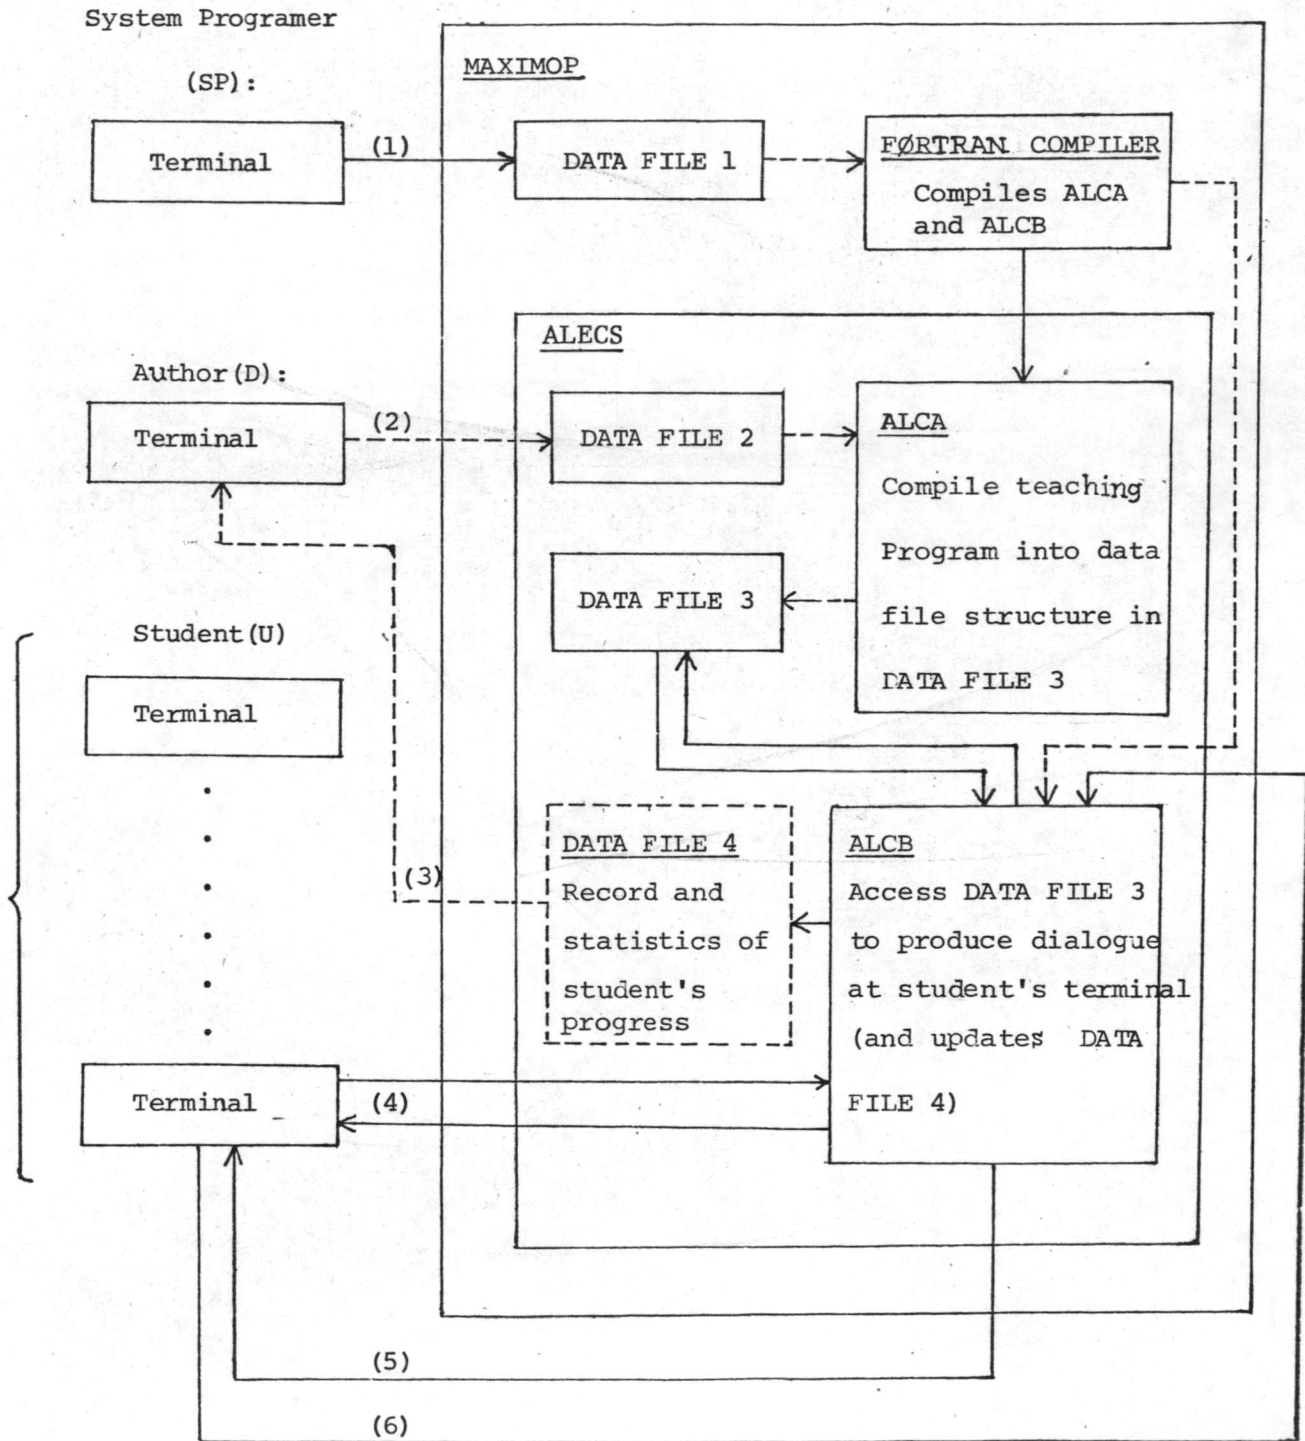 System Programer
(SP):
Terminal
(1)
MAXIMOP
DATA FILE 1
FØRTRAN COMPILER
Compiles ALCA
and ALCB
Author(D):
Terminal
(2)
ALECS
DATA FILE 2
ALCA
Compile teaching
Program into data
file structure in
DATA FILE 3
DATA FILE 3
Student(U)
Terminal
(3)
DATA FILE 4
Record and
statistics of
student's
progress
ALCB
Access DATA FILE 3
to produce dialogue
at student's terminal
(and updates DATA
FILE 4)
Terminal
(4)
(5)
(6)